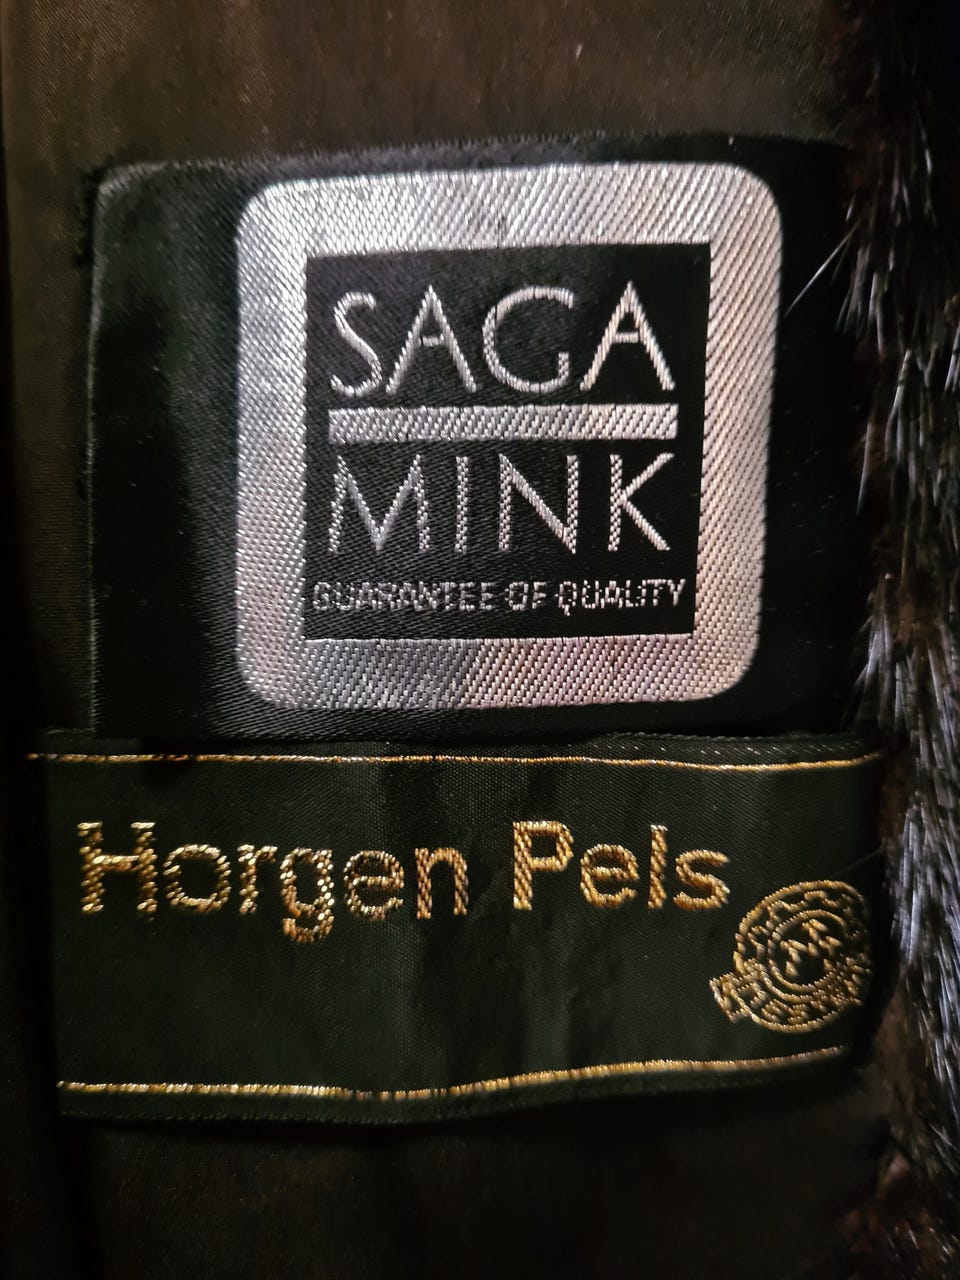 SAGA
MINK
GUARANTEE OF QUALITY
Horgen Pels